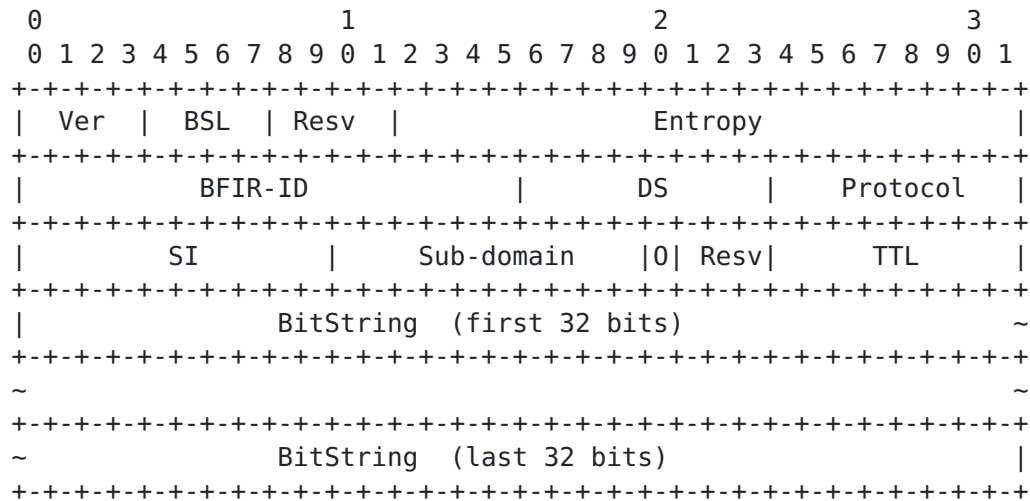 0                   1                   2                   3
 0 1 2 3 4 5 6 7 8 9 0 1 2 3 4 5 6 7 8 9 0 1 2 3 4 5 6 7 8 9 0 1
+-+-+-+-+-+-+-+-+-+-+-+-+-+-+-+-+-+-+-+-+-+-+-+-+-+-+-+-+-+-+-+-+
|  Ver  |  BSL  | Resv  |                Entropy                |
+-+-+-+-+-+-+-+-+-+-+-+-+-+-+-+-+-+-+-+-+-+-+-+-+-+-+-+-+-+-+-+-+
|           BFIR-ID             |       DS      |    Protocol   |
+-+-+-+-+-+-+-+-+-+-+-+-+-+-+-+-+-+-+-+-+-+-+-+-+-+-+-+-+-+-+-+-+
|         SI        |     Sub-domain    |O| Resv|      TTL      |
+-+-+-+-+-+-+-+-+-+-+-+-+-+-+-+-+-+-+-+-+-+-+-+-+-+-+-+-+-+-+-+-+
|                BitString  (first 32 bits)                     ~
+-+-+-+-+-+-+-+-+-+-+-+-+-+-+-+-+-+-+-+-+-+-+-+-+-+-+-+-+-+-+-+-+
~                                                               ~
+-+-+-+-+-+-+-+-+-+-+-+-+-+-+-+-+-+-+-+-+-+-+-+-+-+-+-+-+-+-+-+-+
~                BitString  (last 32 bits)                      |
+-+-+-+-+-+-+-+-+-+-+-+-+-+-+-+-+-+-+-+-+-+-+-+-+-+-+-+-+-+-+-+-+